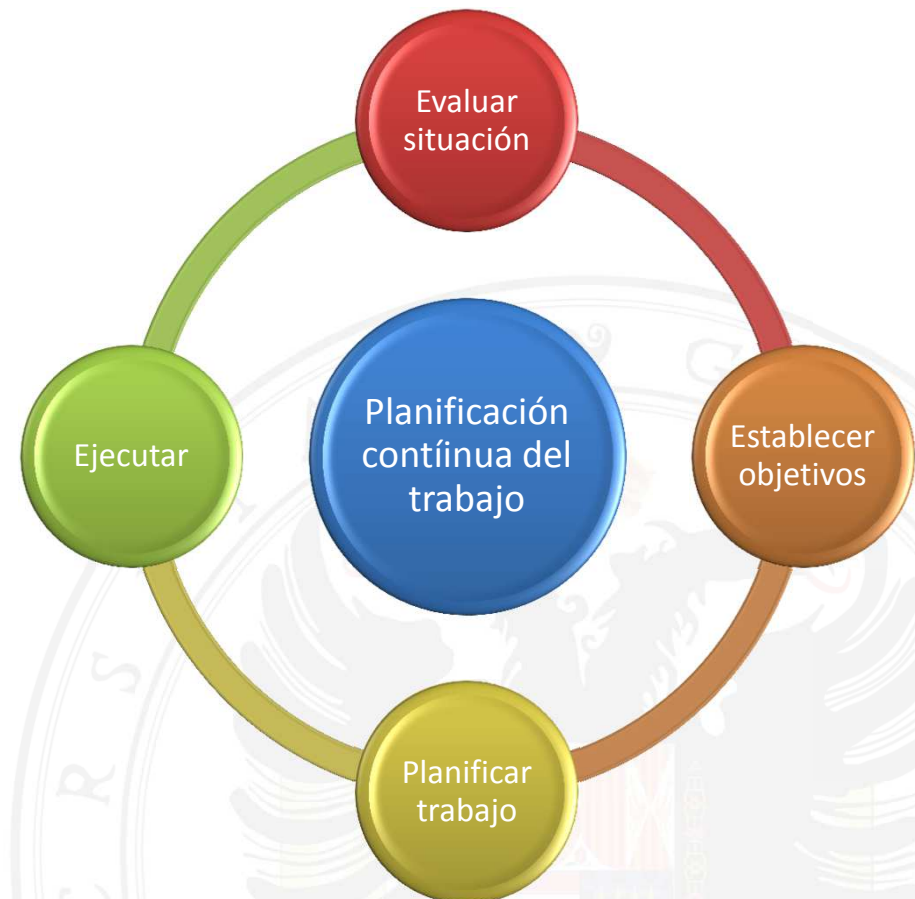 Evaluar
situación
Establecer
objetivos
Planificar
trabajo
Ejecutar
Planificación
contíinua del
trabajo